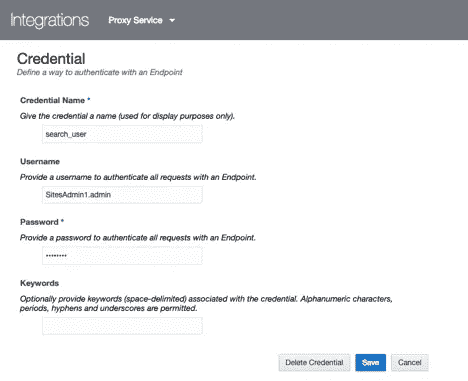 Integrations Proxy Service
Credential
Define a way to authenticate with an Endpoint
Credential Name *
Give the credential a name (used for display purposes only).
search_user
Username
Provide a username to authenticate all requests with an Endpoint.
SitesAdmin1.admin
Password *
Provide a password to authenticate all requests with an Endpoint.
••••••••
Keywords
Optionally provide keywords (space-delimited) associated with the credential. Alphanumeric characters,
periods, hyphens and underscores are permitted.
Delete Credential Save Cancel